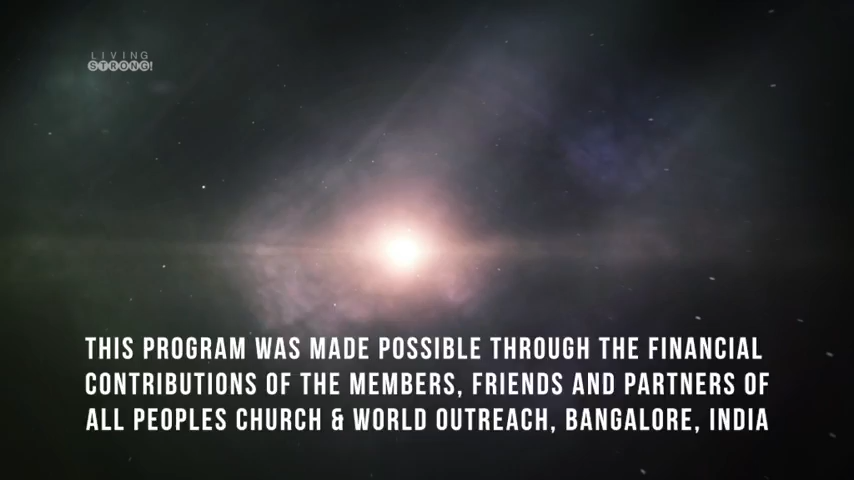 LIVING
STRONG!
THIS PROGRAM WAS MADE POSSIBLE THROUGH THE FINANCIAL
CONTRIBUTIONS OF THE MEMBERS, FRIENDS AND PARTNERS OF
ALL PEOPLES CHURCH & WORLD OUTREACH, BANGALORE, INDIA